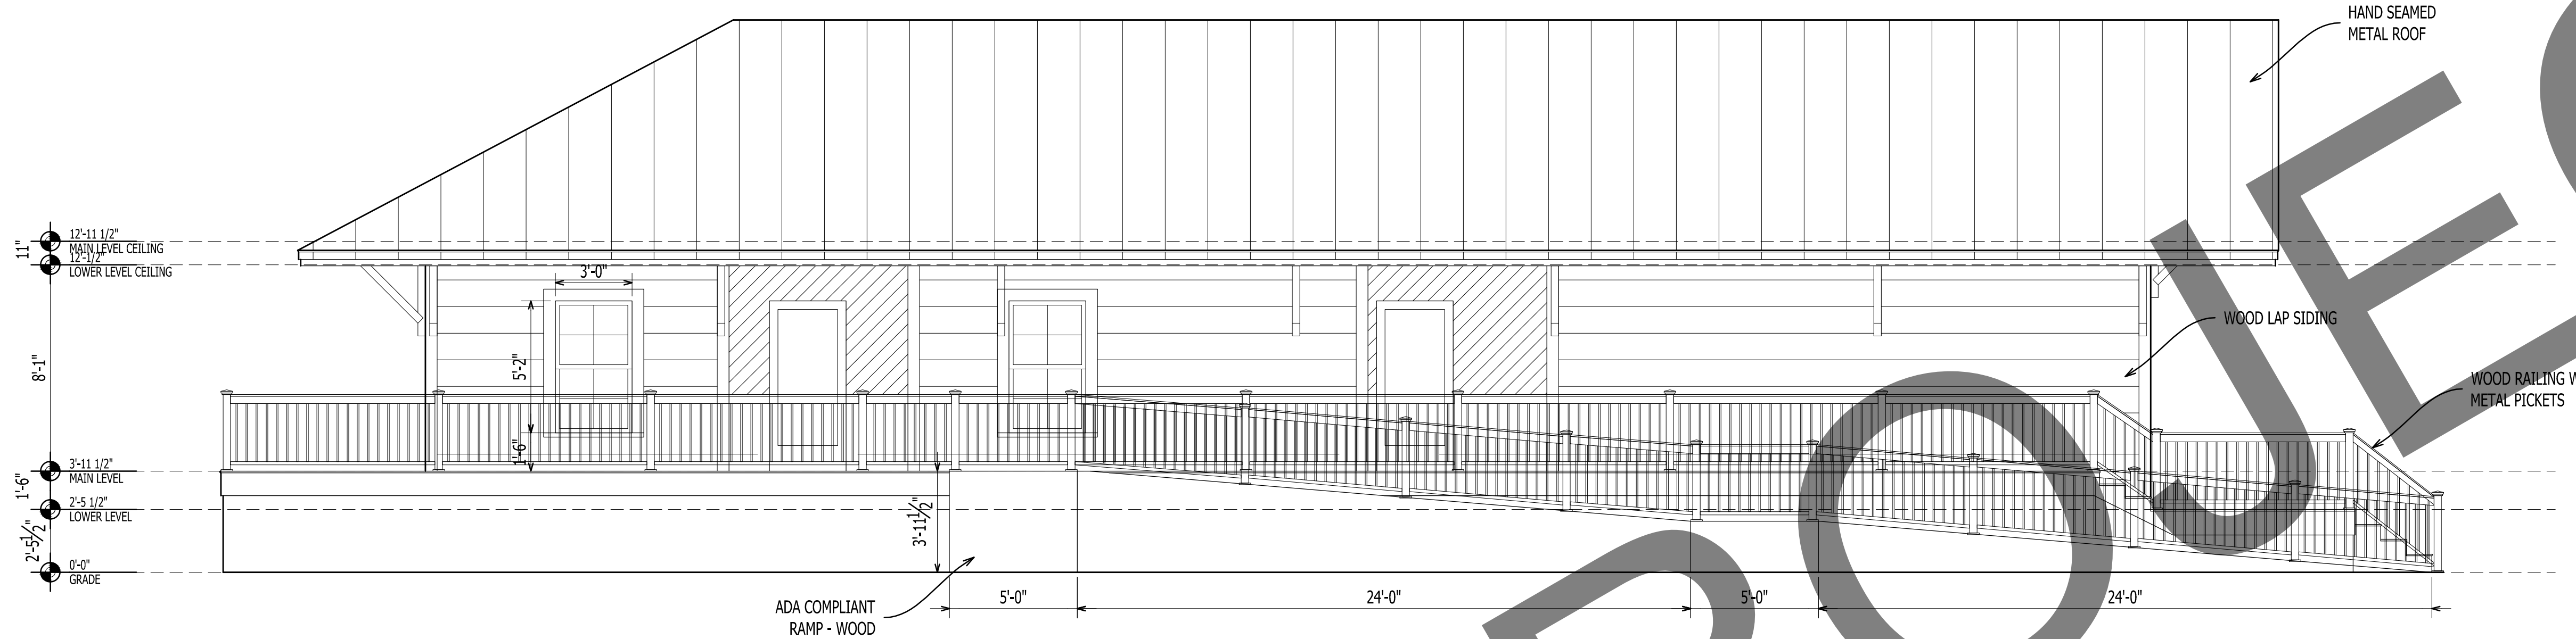 HAND SEAMED
METAL ROOF
12'-11 1/2"
MAIN LEVEL CEILING
11"
12'-1/2"
LOWER LEVEL CEILING
3'-0"
WOOD LAP SIDING
8'-1"
5'-2"
WOOD RAILING W
METAL PICKETS
1'-6"
3'-11 1/2"
MAIN LEVEL
1'-6"
2'-5 1/2"
LOWER LEVEL
3'-11 1/2"
2'-5 1/2"
0'-0"
GRADE
5'-0"
24'-0"
5'-0"
24'-0"
ADA COMPLIANT
RAMP - WOOD